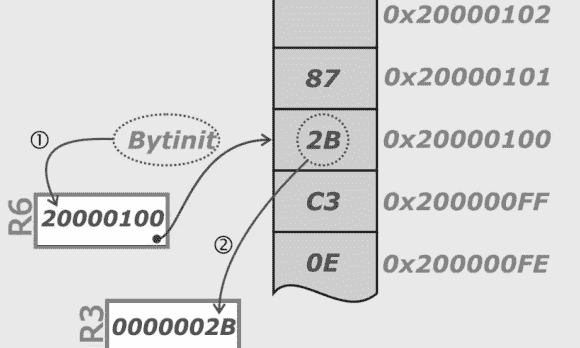 0x20000102
87 0x20000101
① Bytinit 2B 0x20000100
R6 20000100 C3 0x200000FF
② 0E 0x200000FE
R3 0000002B